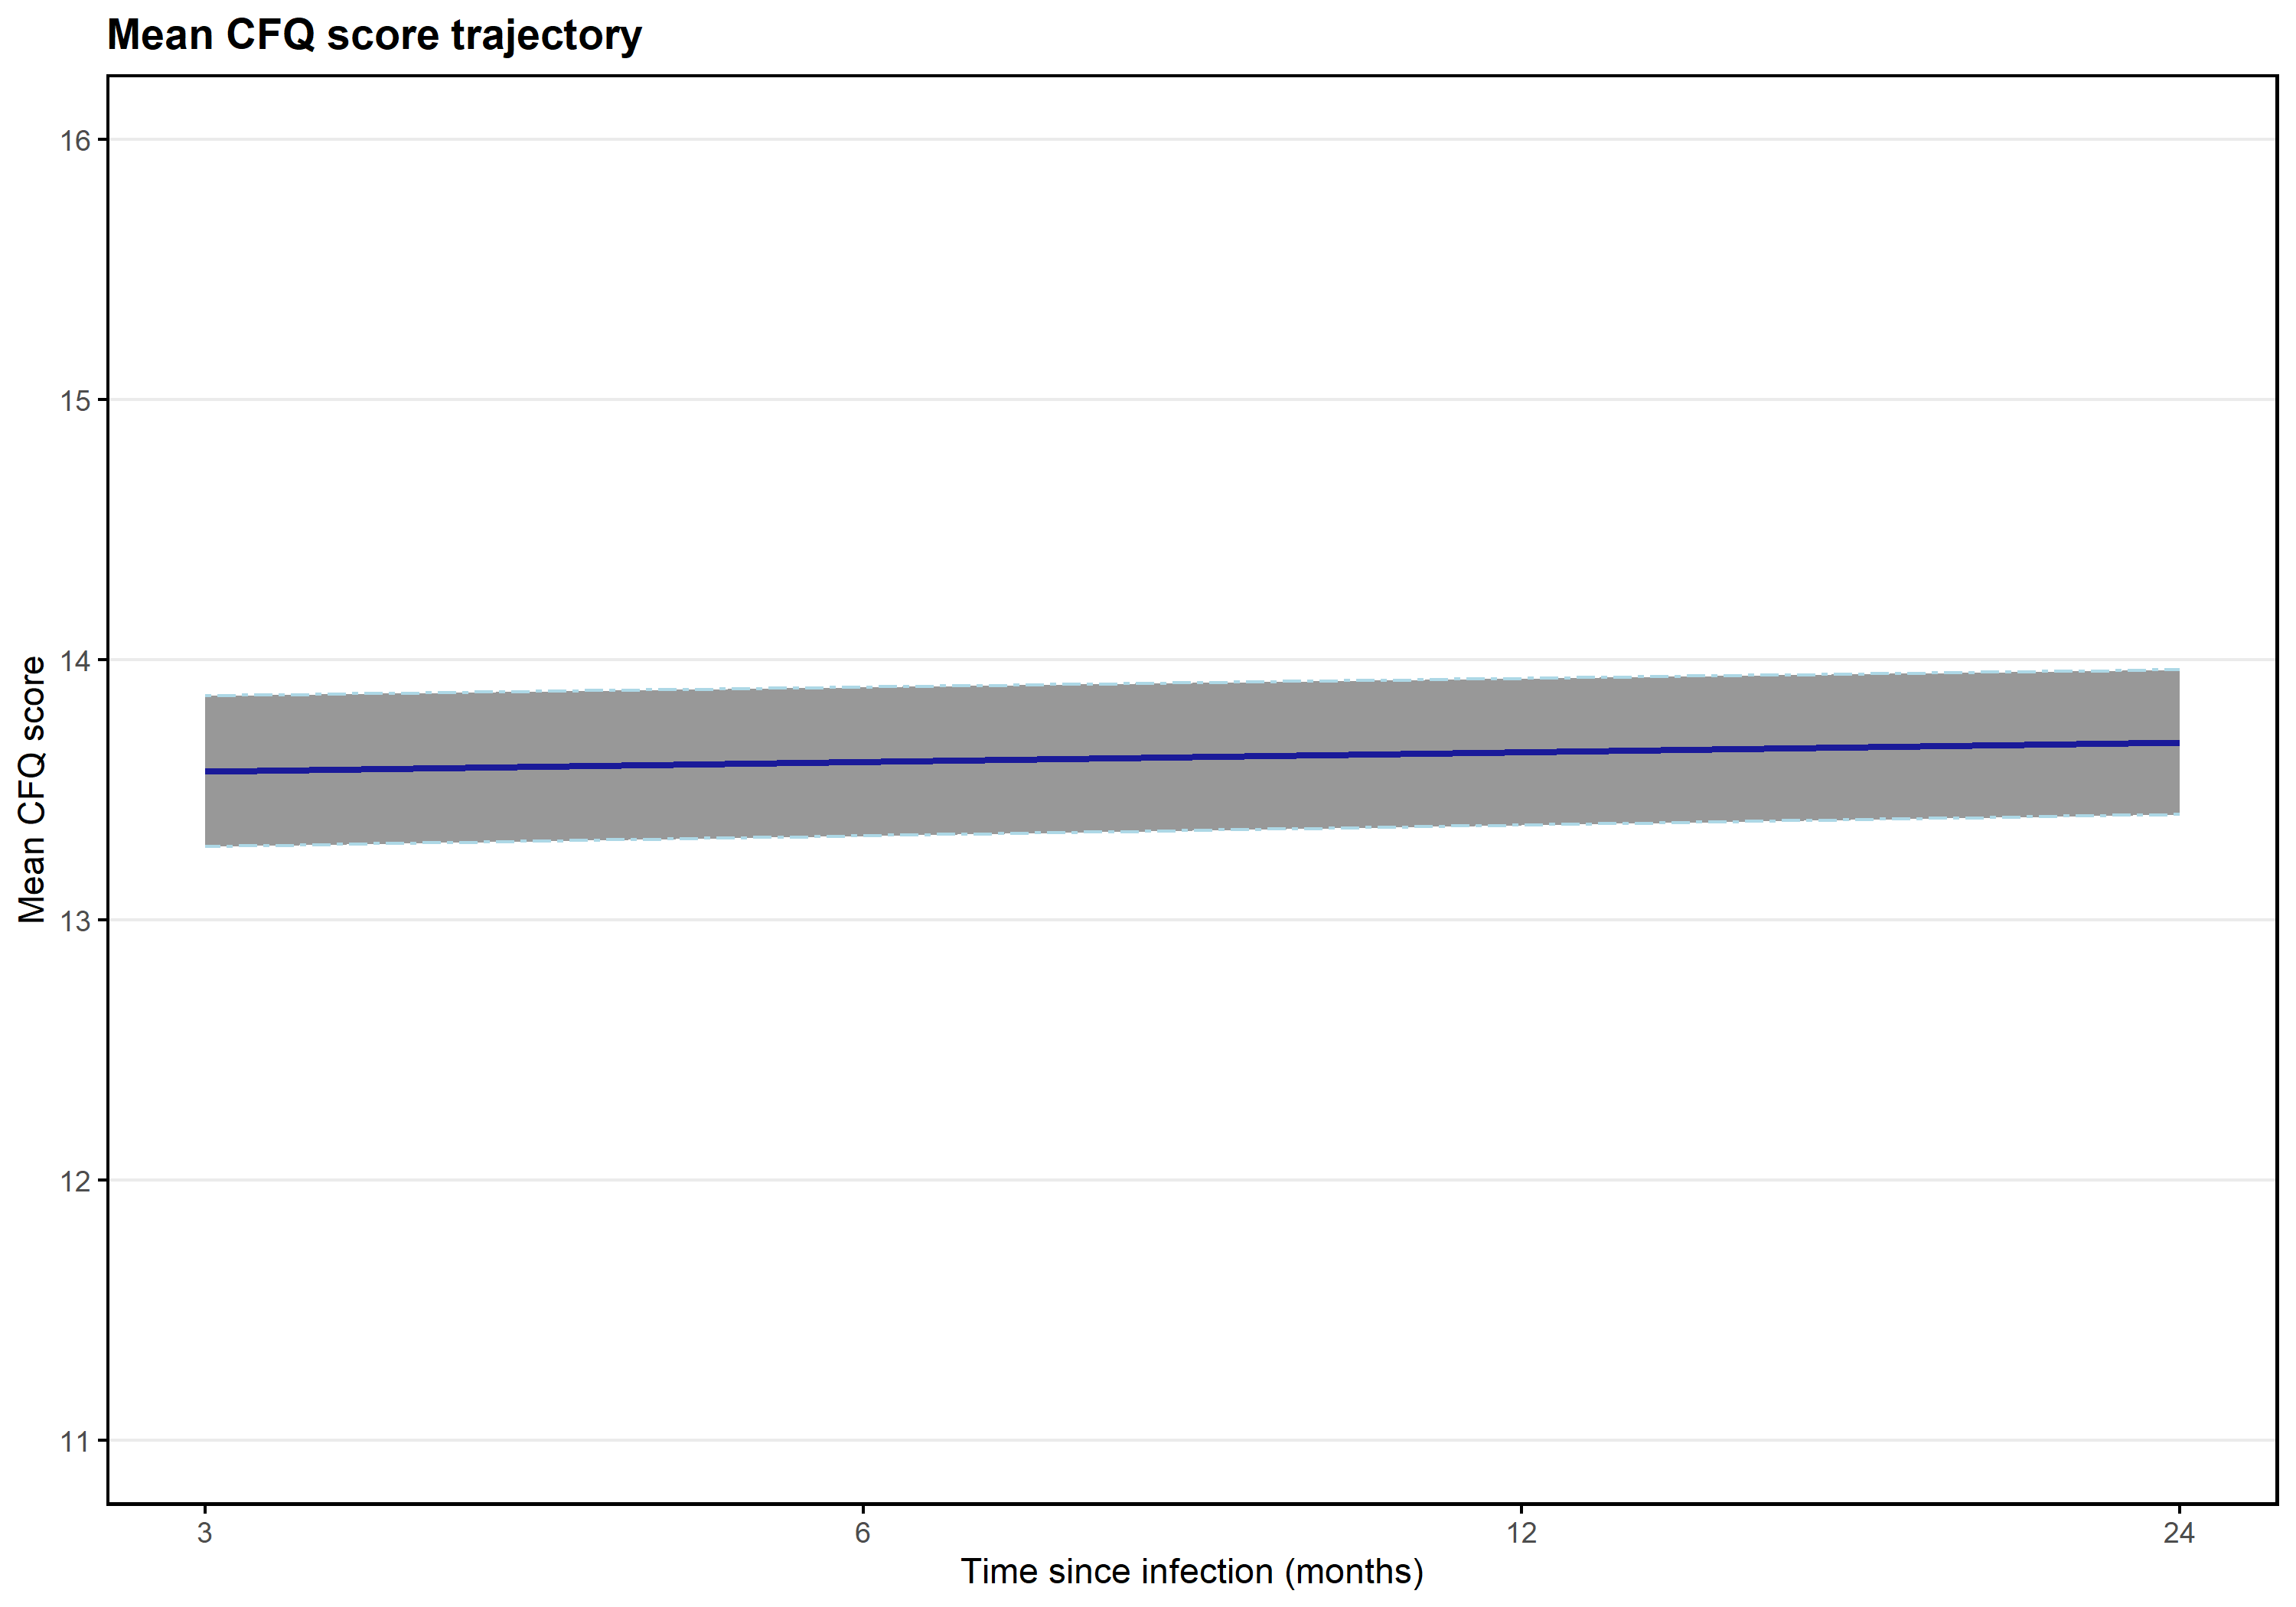 Mean CFQ score trajectory
Mean CFQ score
16
15
14
13
12
11
3 6 12 24
Time since infection (months)